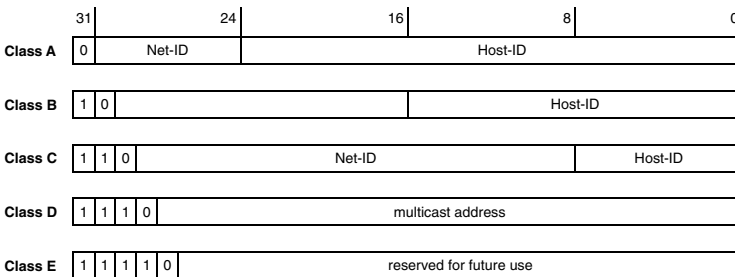 31 24 16 8 0
Class A 0 Net-ID Host-ID
Class B 1 0 Host-ID
Class C 1 1 0 Net-ID Host-ID
Class D 1 1 1 0 multicast address
Class E 1 1 1 1 0 reserved for future use